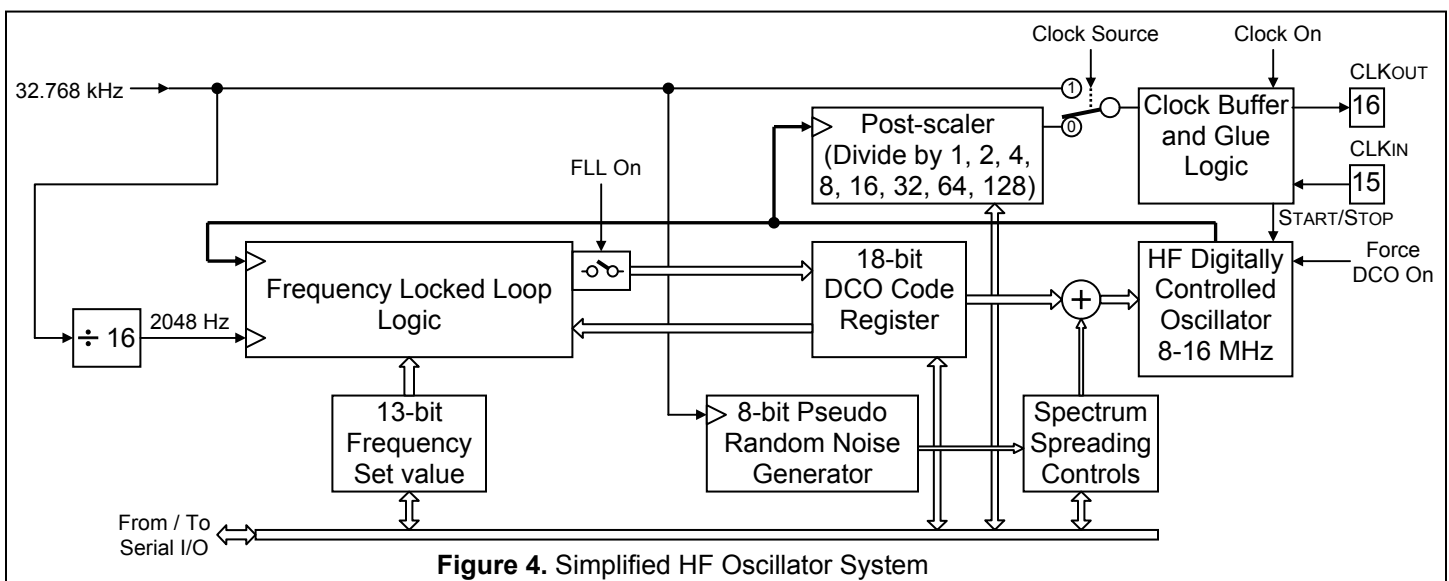 Clock Source
Clock On
32.768 kHz
1
0
Post-scaler
(Divide by 1, 2, 4,
8, 16, 32, 64, 128)
Clock Buffer
and Glue
Logic
CLKOUT
16
CLKIN
15
START/STOP
FLL On
Force
DCO On
÷ 16
2048 Hz
Frequency Locked Loop
Logic
18-bit
DCO Code
Register
+
HF Digitally
Controlled
Oscillator
8-16 MHz
13-bit
Frequency
Set value
8-bit Pseudo
Random Noise
Generator
Spectrum
Spreading
Controls
From / To
Serial I/O
Figure 4. Simplified HF Oscillator System